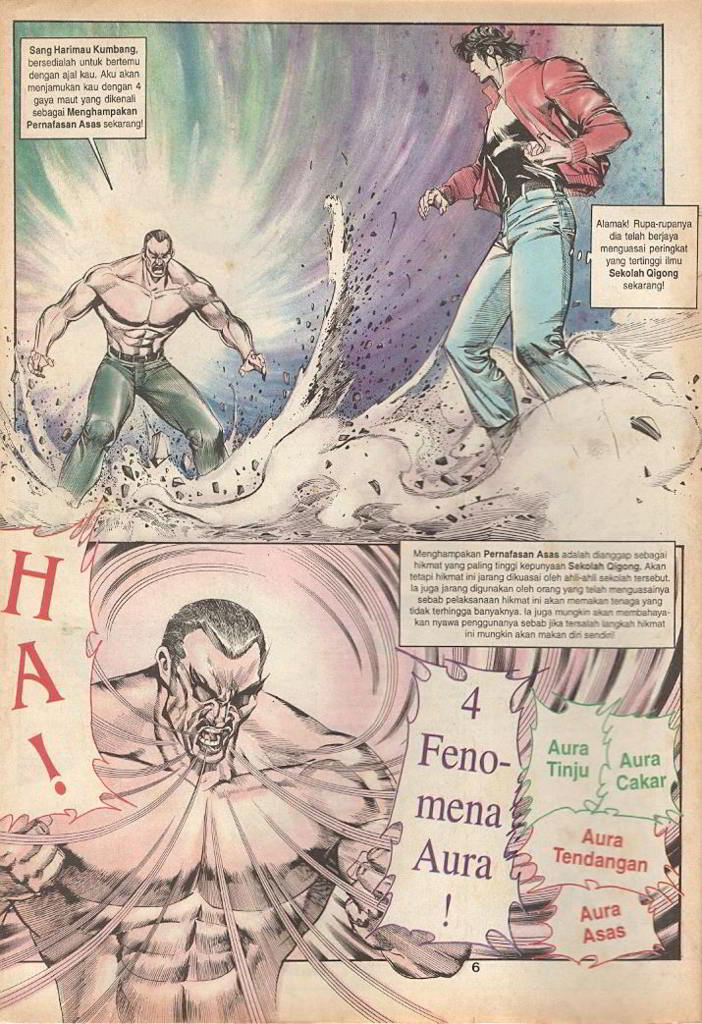 Sang Harimau Kumbang,
bersedialah untuk bertemu
dengan ajal kau. Aku akan
menjamukan kau dengan 4
gaya maut yang dikenali
sebagai Menghampakan
Pernafasan Asas sekarang!
Alamak! Rupa-rupanya
dia telah berjaya
menguasai peringkat
yang tertinggi ilmu
Sekolah Qigong
sekarang!
Menghampakan Pernafasan Asas adalah dianggap sebagai
hikmat yang paling tinggi kepunyaan Sekolah Qigong. Akan
tetapi hikmat ini jarang dikuasai oleh ahli-ahli sekolah tersebut.
Ia juga jarang digunakan oleh orang yang telah menguasainya
sebab pelaksanaan hikmat ini akan memakan tenaga yang
tidak terhingga banyaknya. Ia juga mungkin akan membahaya-
kan nyawa penggunanya sebab jika tersalah langkah hikmat
ini mungkin akan makan diri sendiri!
HA!
4
Feno-
mena
Aura
!
Aura
Tinju
Aura
Cakar
Aura
Tendangan
Aura
Asas
6